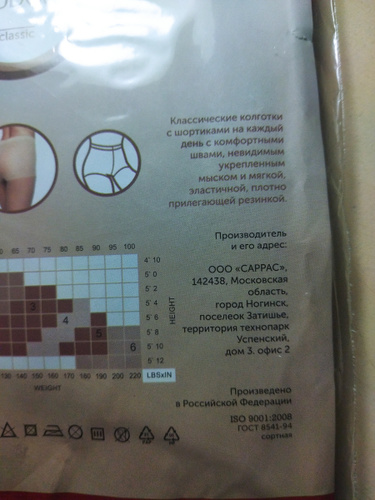 classic
Классические колготки
с шортиками на каждый
день с комфортными
швами, невидимым
укрепленным
мыском и мягкой,
эластичной, плотно
прилегающей резинкой.
Производитель
и его адрес:
ООО «САРРАС»,
142438, Московская
область,
город Ногинск,
поселеок Затишье,
территория технопарк
Успенский,
дом 3. офис 2
65 70 75 80 85 90 95 100
4' 10
5' 0
5' 2
5' 4
5' 6
5' 8
5' 10
5' 12
3
4
5
6
HEIGHT
130 140 150 160 170 180 190 200 220 LBSxIN
WEIGHT
Произведено
в Российской Федерации
ISO 9001:2008
ГОСТ 8541-94
сортная